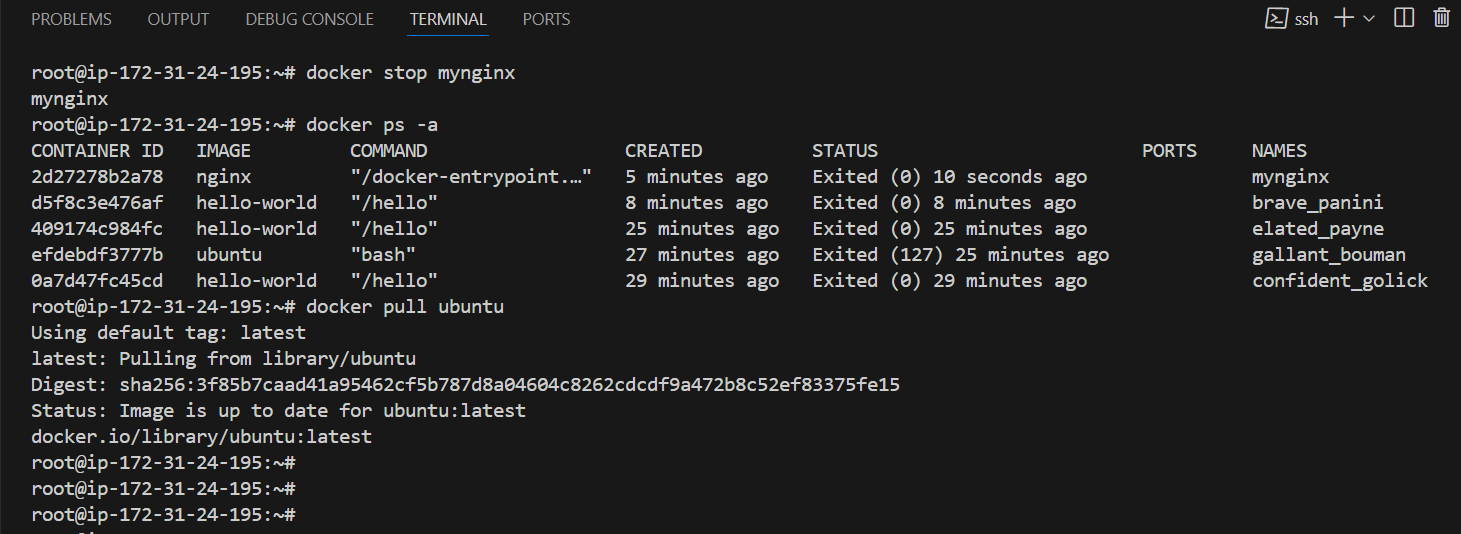 PROBLEMS OUTPUT DEBUG CONSOLE TERMINAL PORTS ssh
root@ip-172-31-24-195:~# docker stop mynginx
mynginx
root@ip-172-31-24-195:~# docker ps -a
CONTAINER ID   IMAGE         COMMAND                  CREATED          STATUS                        PORTS     NAMES
2d27278b2a78   nginx         "/docker-entrypoint.…"   5 minutes ago    Exited (0) 10 seconds ago               mynginx
d5f8c3e476af   hello-world   "/hello"                 8 minutes ago    Exited (0) 8 minutes ago                brave_panini
409174c984fc   hello-world   "/hello"                 25 minutes ago   Exited (0) 25 minutes ago               elated_payne
efdebdf3777b   ubuntu        "bash"                   27 minutes ago   Exited (127) 25 minutes ago             gallant_bouman
0a7d47fc45cd   hello-world   "/hello"                 29 minutes ago   Exited (0) 29 minutes ago               confident_golick
root@ip-172-31-24-195:~# docker pull ubuntu
Using default tag: latest
latest: Pulling from library/ubuntu
Digest: sha256:3f85b7caad41a95462cf5b787d8a04604c8262cdcdf9a472b8c52ef83375fe15
Status: Image is up to date for ubuntu:latest
docker.io/library/ubuntu:latest
root@ip-172-31-24-195:~#
root@ip-172-31-24-195:~#
root@ip-172-31-24-195:~#